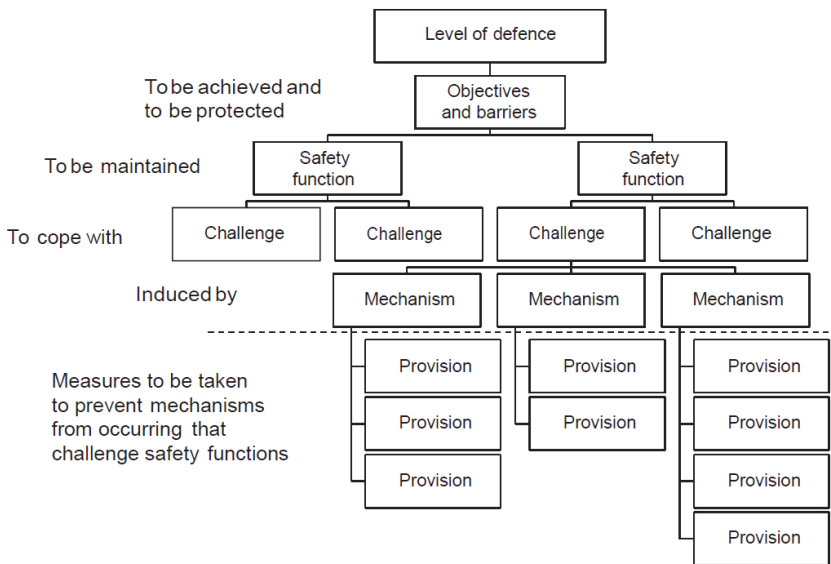 Level of defence
To be achieved and
to be protected
Objectives
and barriers
To be maintained
Safety
function
Safety
function
To cope with
Challenge
Challenge
Challenge
Challenge
Induced by
Mechanism
Mechanism
Mechanism
Measures to be taken
to prevent mechanisms
from occurring that
challenge safety functions
Provision
Provision
Provision
Provision
Provision
Provision
Provision
Provision
Provision